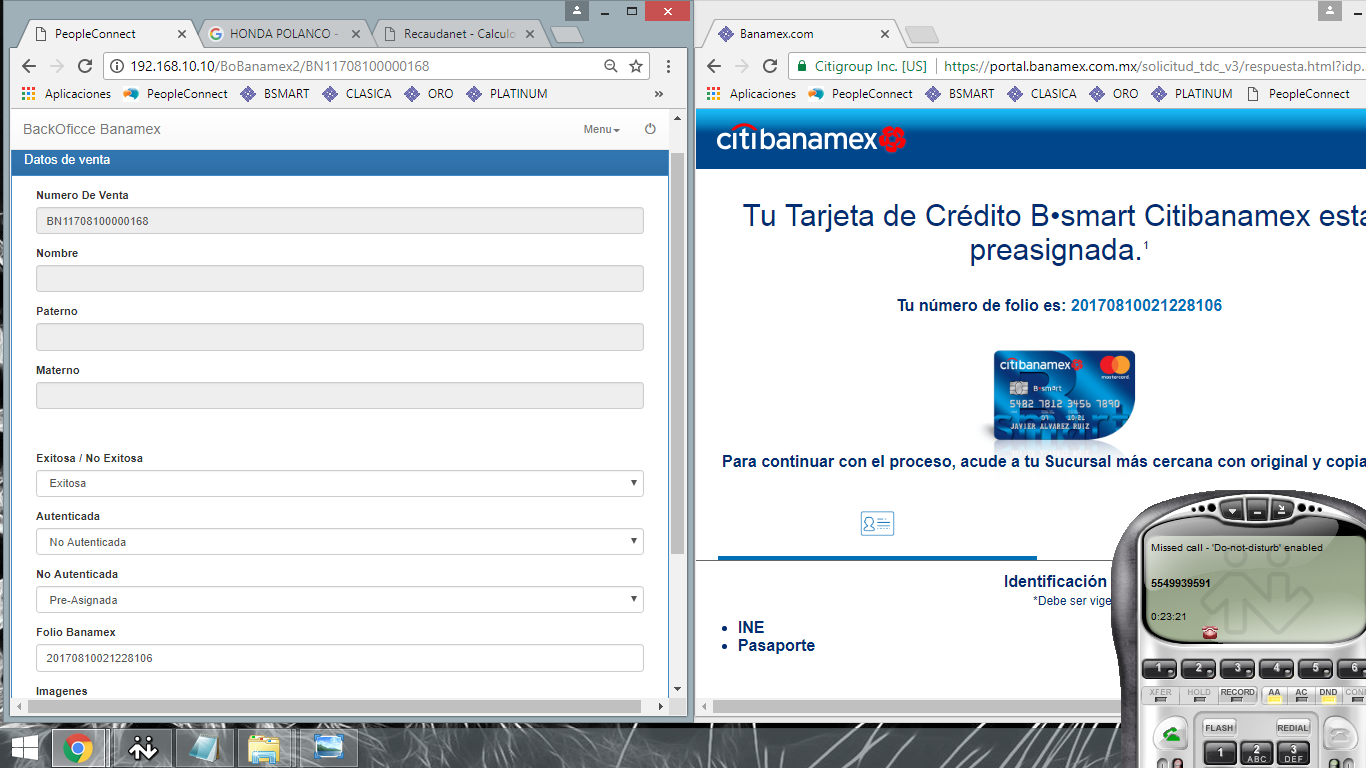 PeopleConnect
HONDA POLANCO -
Recaudanet - Calculo
192.168.10.10/BoBanamex2/BN11708100000168
Aplicaciones PeopleConnect BSMART CLASICA ORO PLATINUM »
BackOficce Banamex
Menu
Datos de venta
Numero De Venta
BN11708100000168
Nombre
Paterno
Materno
Exitosa / No Exitosa
Exitosa
Autenticada
No Autenticada
No Autenticada
Pre-Asignada
Folio Banamex
20170810021228106
Imagenes
Banamex.com
Citigroup Inc. [US] https://portal.banamex.com.mx/solicitud_tdc_v3/respuesta.html?idp.
Aplicaciones PeopleConnect BSMART CLASICA ORO PLATINUM PeopleConnect
citibanamex
Tu Tarjeta de Crédito B•smart Citibanamex esta
preasignada.1
Tu número de folio es: 20170810021228106
citibanamex
mastercard
B•smart
5482 7812 3456 7890
07 10/21
JAVIER ALVAREZ RUIZ
smart
Para continuar con el proceso, acude a tu Sucursal más cercana con original y copia
Identificación
*Debe ser vige
• INE
• Pasaporte
Missed call - 'Do-not-disturb' enabled
5549939591
0:23:21
1 2 3 4 5 6
XFER HOLD RECORD AA AC DND CON
FLASH REDIAL
1 2 ABC 3 DEF